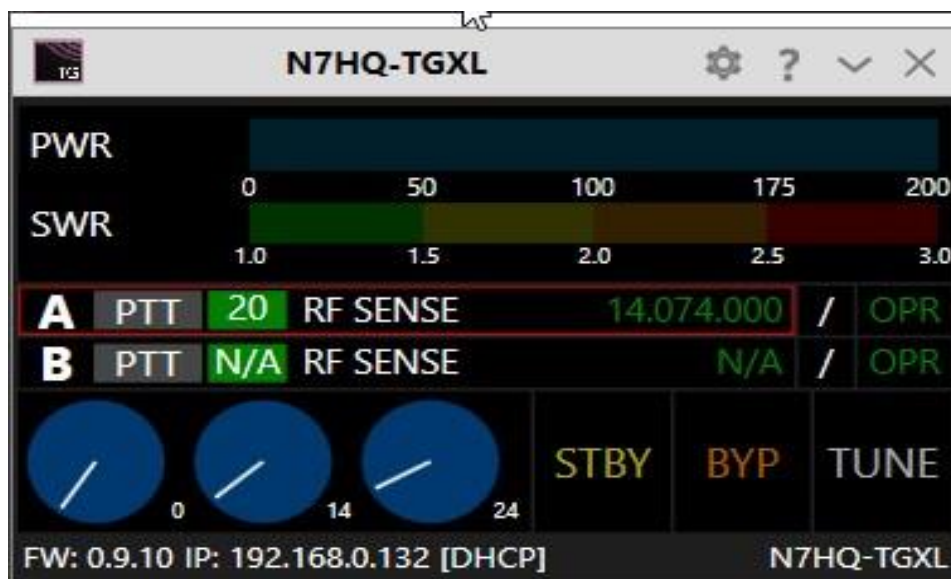 TG N7HQ-TGXL ?
PWR
0 50 100 175 200
SWR
1.0 1.5 2.0 2.5 3.0
A PTT 20 RF SENSE 14.074.000 / OPR
B PTT N/A RF SENSE N/A / OPR
0 14 24 STBY BYP TUNE
FW: 0.9.10 IP: 192.168.0.132 [DHCP] N7HQ-TGXL